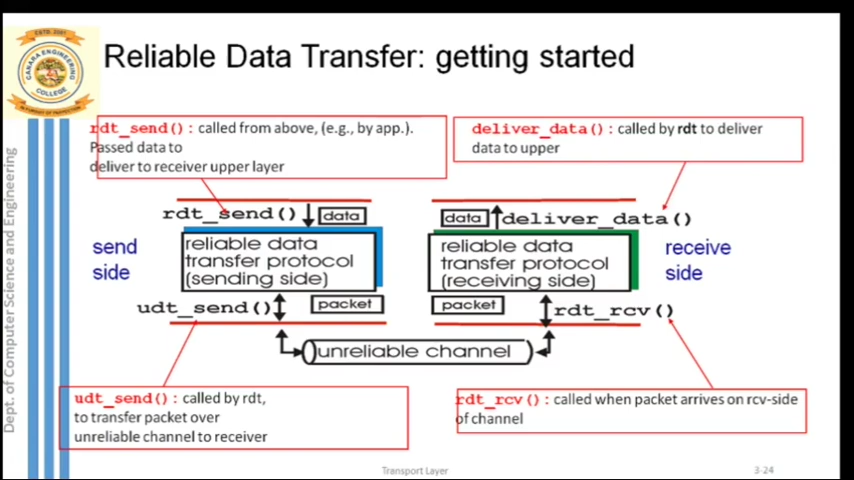 ESTD. 2001
CANARA ENGINEERING
COLLEGE
Reliable Data Transfer: getting started
Dept. of Computer Science and Engineering
rdt_send(): called from above, (e.g., by app.).
Passed data to
deliver to receiver upper layer
deliver_data(): called by rdt to deliver
data to upper
rdt_send()
data
data
deliver_data()
send
side
reliable data
transfer protocol
(sending side)
reliable data
transfer protocol
(receiving side)
receive
side
udt_send()
packet
packet
rdt_rcv()
()unreliable channel )
udt_send(): called by rdt,
to transfer packet over
unreliable channel to receiver
rdt_rcv(): called when packet arrives on rcv-side
of channel
Transport Layer
3-24